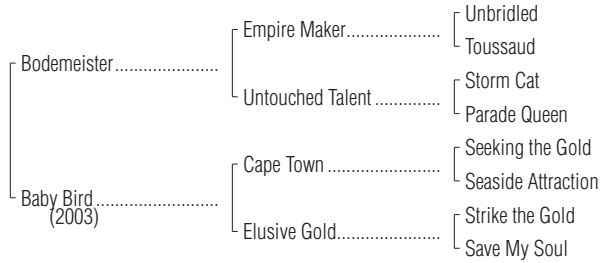 Unbridled
Empire Maker....................
Toussaud
Bodemeister......................
Storm Cat
Untouched Talent..............
Parade Queen
Seeking the Gold
Cape Town ........................
Seaside Attraction
Baby Bird..........................
(2003)
Strike the Gold
Elusive Gold......................
Save My Soul